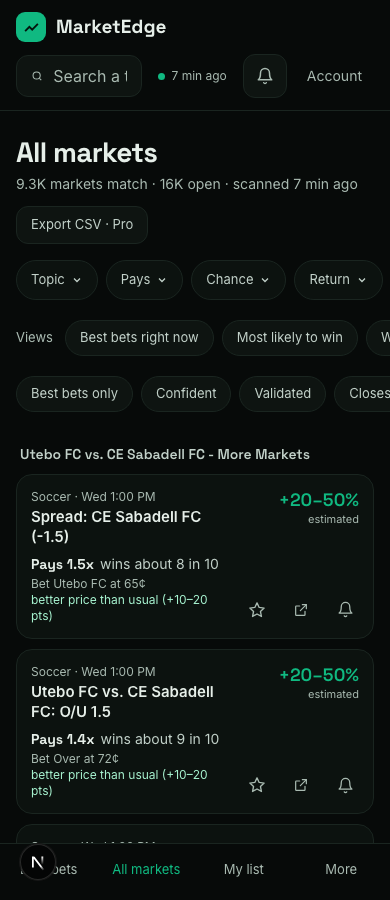 MarketEdge
Search a
7 min ago
Account
All markets
9.3K markets match · 16K open · scanned 7 min ago
Export CSV · Pro
Topic
Pays
Chance
Return
Views
Best bets right now
Most likely to win
Best bets only
Confident
Validated
Closes
Utebo FC vs. CE Sabadell FC - More Markets
Soccer · Wed 1:00 PM
+20–50%
Spread: CE Sabadell FC
(-1.5)
estimated
Pays 1.5x wins about 8 in 10
Bet Utebo FC at 65¢
better price than usual (+10–20
pts)
Soccer · Wed 1:00 PM
+20–50%
Utebo FC vs. CE Sabadell
FC: O/U 1.5
estimated
Pays 1.4x wins about 9 in 10
Bet Over at 72¢
better price than usual (+10–20
pts)
N
bets
All markets
My list
More